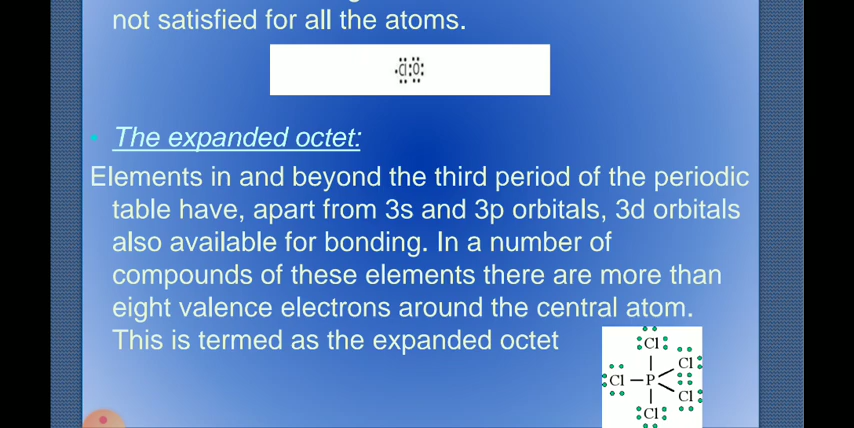 not satisfied for all the atoms.
·Cl:O:
• The expanded octet:
Elements in and beyond the third period of the periodic
table have, apart from 3s and 3p orbitals, 3d orbitals
also available for bonding. In a number of
compounds of these elements there are more than
eight valence electrons around the central atom.
This is termed as the expanded octet
Cl
Cl
Cl – P
Cl
Cl